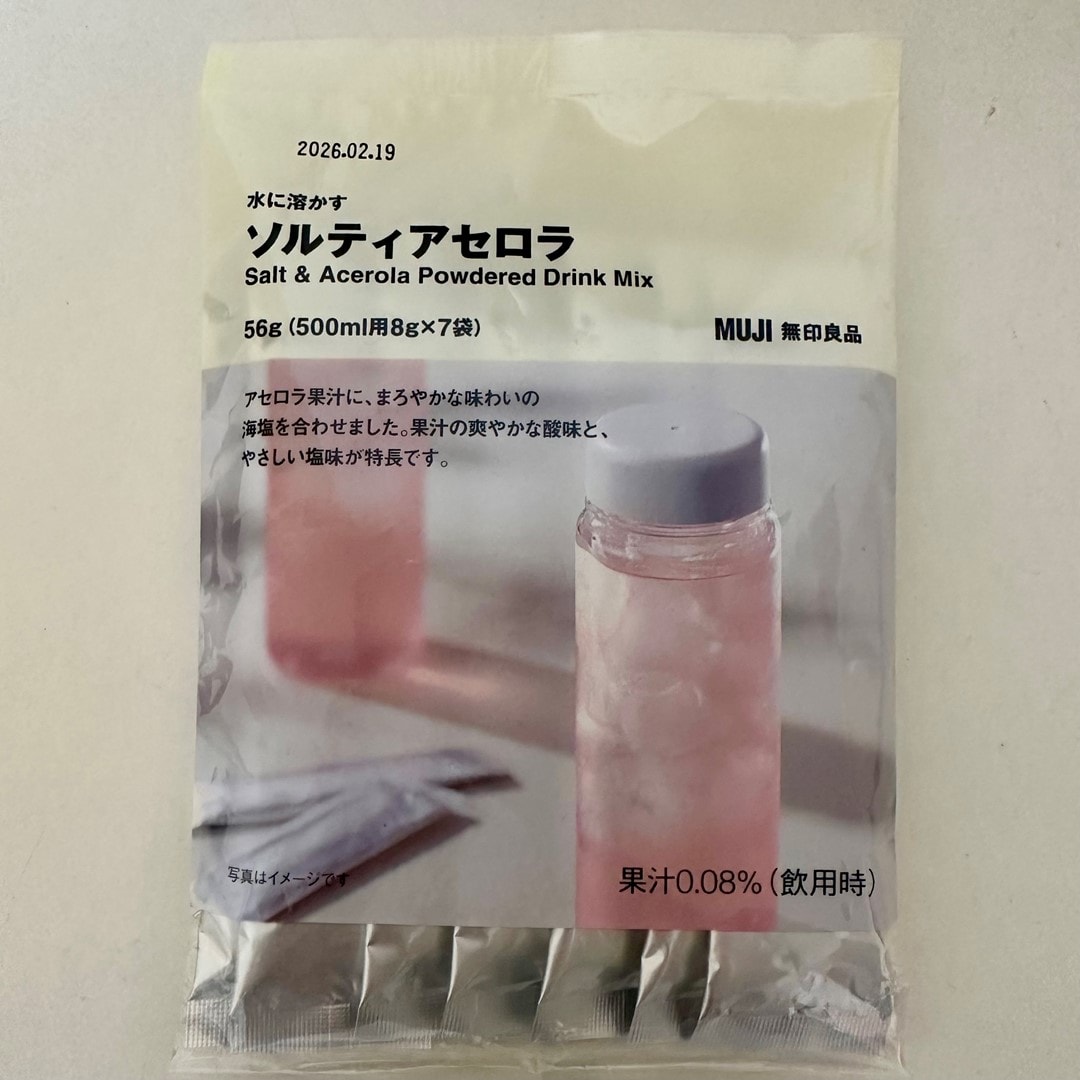 2026.02.19
水に溶かす
ソルティアセロラ
Salt & Acerola Powdered Drink Mix
56g（500ml用8g×7袋）
MUJI 無印良品
アセロラ果汁に、まろやかな味わいの
海塩を合わせました。果汁の爽やかな酸味と、
やさしい塩味が特長です。
写真はイメージです
果汁0.08%（飲用時）